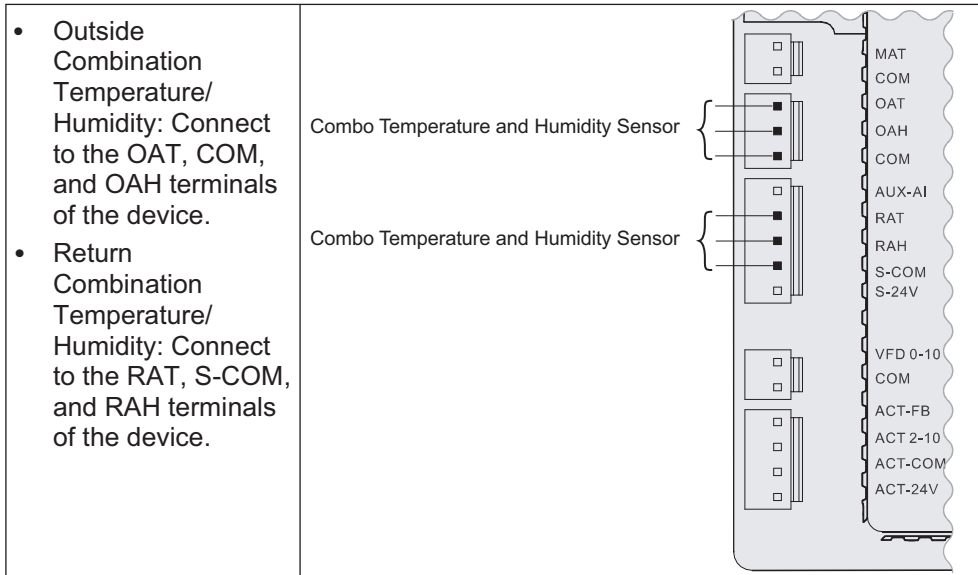 • Outside
Combination
Temperature/
Humidity: Connect
to the OAT, COM,
and OAH terminals
of the device.
• Return
Combination
Temperature/
Humidity: Connect
to the RAT, S-COM,
and RAH terminals
of the device.
Combo Temperature and Humidity Sensor
Combo Temperature and Humidity Sensor
MAT
COM
OAT
OAH
COM
AUX-AI
RAT
RAH
S-COM
S-24V
VFD 0-10
COM
ACT-FB
ACT 2-10
ACT-COM
ACT-24V